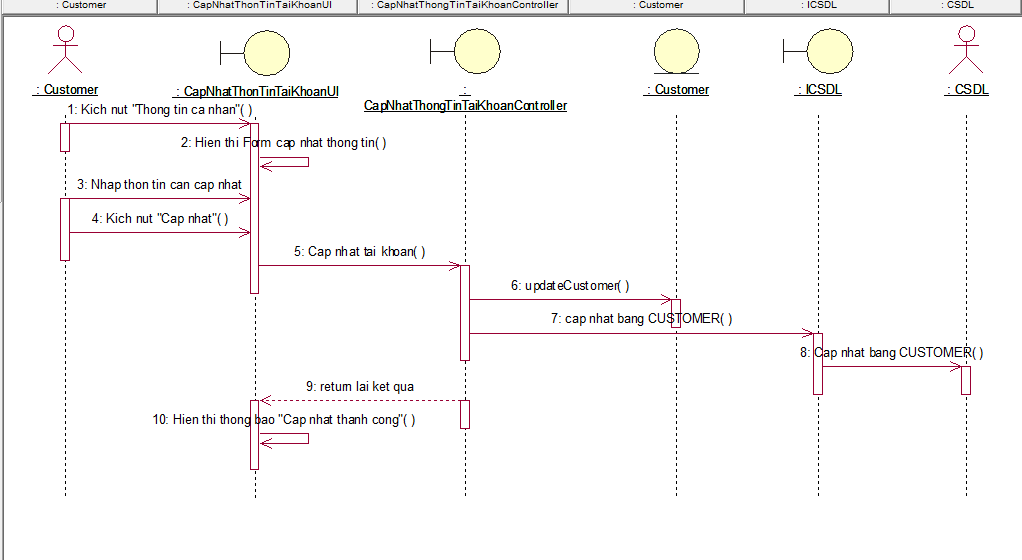 : Customer
: CapNhatThonTinTaiKhoanUI
: CapNhatThongTinTaiKhoanController
: Customer
: ICSDL
: CSDL
: Customer
: CapNhatThonTinTaiKhoanUI
:
CapNhatThongTinTaiKhoanController
: Customer
: ICSDL
: CSDL
1: Kich nut "Thong tin ca nhan"( )
2: Hien thi Form cap nhat thong tin( )
3: Nhap thon tin can cap nhat
4: Kich nut "Cap nhat"( )
5: Cap nhat tai khoan( )
6: updateCustomer( )
7: cap nhat bang CUSTOMER( )
8: Cap nhat bang CUSTOMER( )
9: return lai ket qua
10: Hien thi thong bao "Cap nhat thanh cong"( )